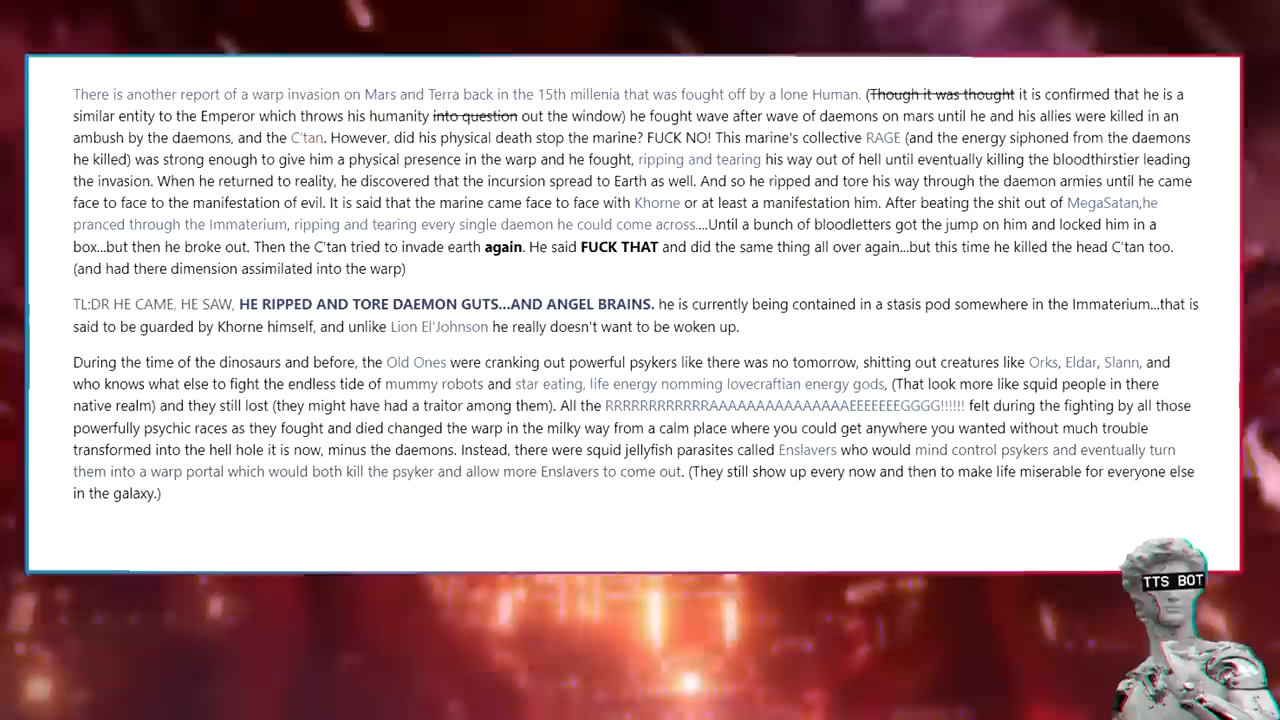 There is another report of a warp invasion on Mars and Terra back in the 15th millenia that was fought off by a lone Human. (Though it was thought it is confirmed that he is a
similar entity to the Emperor which throws his humanity into question out the window) he fought wave after wave of daemons on mars until he and his allies were killed in an
ambush by the daemons, and the C'tan. However, did his physical death stop the marine? FUCK NO! This marine's collective RAGE (and the energy siphoned from the daemons
he killed) was strong enough to give him a physical presence in the warp and he fought, ripping and tearing his way out of hell until eventually killing the bloodthirstier leading
the invasion. When he returned to reality, he discovered that the incursion spread to Earth as well. And so he ripped and tore his way through the daemon armies until he came
face to face to the manifestation of evil. It is said that the marine came face to face with Khorne or at least a manifestation him. After beating the shit out of MegaSatan,he
pranced through the Immaterium, ripping and tearing every single daemon he could come across....Until a bunch of bloodletters got the jump on him and locked him in a
box...but then he broke out. Then the C'tan tried to invade earth again. He said FUCK THAT and did the same thing all over again...but this time he killed the head C'tan too.
(and had there dimension assimilated into the warp)
TL:DR HE CAME, HE SAW, HE RIPPED AND TORE DAEMON GUTS...AND ANGEL BRAINS. he is currently being contained in a stasis pod somewhere in the Immaterium...that is
said to be guarded by Khorne himself, and unlike Lion El'Johnson he really doesn't want to be woken up.
During the time of the dinosaurs and before, the Old Ones were cranking out powerful psykers like there was no tomorrow, shitting out creatures like Orks, Eldar, Slann, and
who knows what else to fight the endless tide of mummy robots and star eating, life energy nomming lovecraftian energy gods, (That look more like squid people in there
native realm) and they still lost (they might have had a traitor among them). All the RRRRRRRRRRRRAAAAAAAAAAAAAAAEEEEEEEGGGG!!!!!! felt during the fighting by all those
powerfully psychic races as they fought and died changed the warp in the milky way from a calm place where you could get anywhere you wanted without much trouble
transformed into the hell hole it is now, minus the daemons. Instead, there were squid jellyfish parasites called Enslavers who would mind control psykers and eventually turn
them into a warp portal which would both kill the psyker and allow more Enslavers to come out. (They still show up every now and then to make life miserable for everyone else
in the galaxy.)
TTS BOT